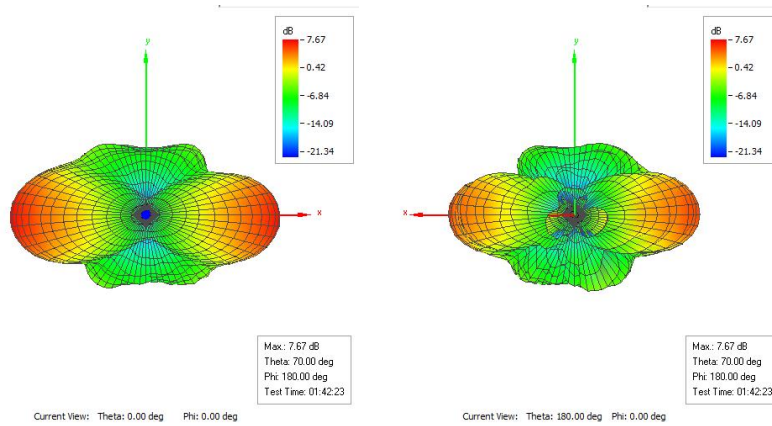 dB
7.67
0.42
-6.84
-14.09
-21.34
y
x
Max.: 7.67 dB
Theta: 70.00 deg
Phi: 180.00 deg
Test Time: 01:42:23
Current View: Theta: 0.00 deg Phi: 0.00 deg
dB
7.67
0.42
-6.84
-14.09
-21.34
y
x
Max.: 7.67 dB
Theta: 70.00 deg
Phi: 180.00 deg
Test Time: 01:42:23
Current View: Theta: 180.00 deg Phi: 0.00 deg